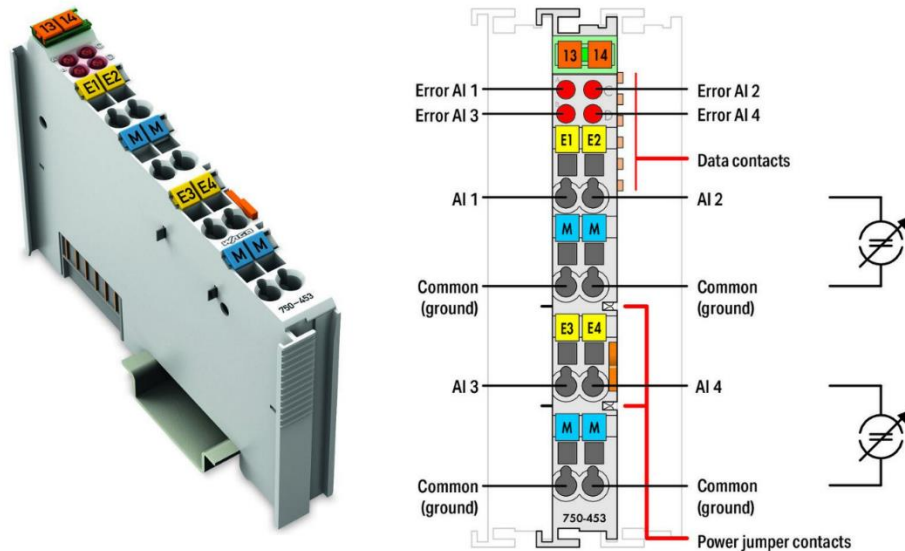 13 14
E1 E2
M M
E3 E4
WAGO
M M
750-453
13 14
Error AI 1
Error AI 2
C
Error AI 3
Error AI 4
D
E1 E2
Data contacts
AI 1
AI 2
M M
Common
(ground)
Common
(ground)
E3 E4
AI 3
AI 4
M M
Common
(ground)
Common
(ground)
750-453
Power jumper contacts